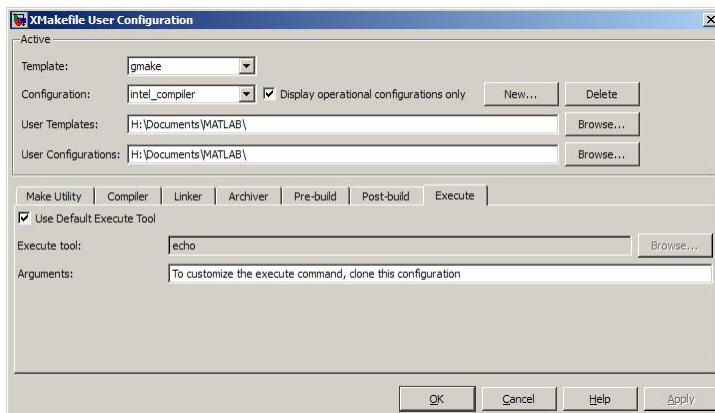 XMakefile User Configuration
Active
Template: gmake
Configuration: intel_compiler Display operational configurations only New... Delete
User Templates: H:\Documents\MATLAB\ Browse...
User Configurations: H:\Documents\MATLAB\ Browse...
Make Utility Compiler Linker Archiver Pre-build Post-build Execute
Use Default Execute Tool
Execute tool: echo Browse...
Arguments: To customize the execute command, clone this configuration
OK Cancel Help Apply